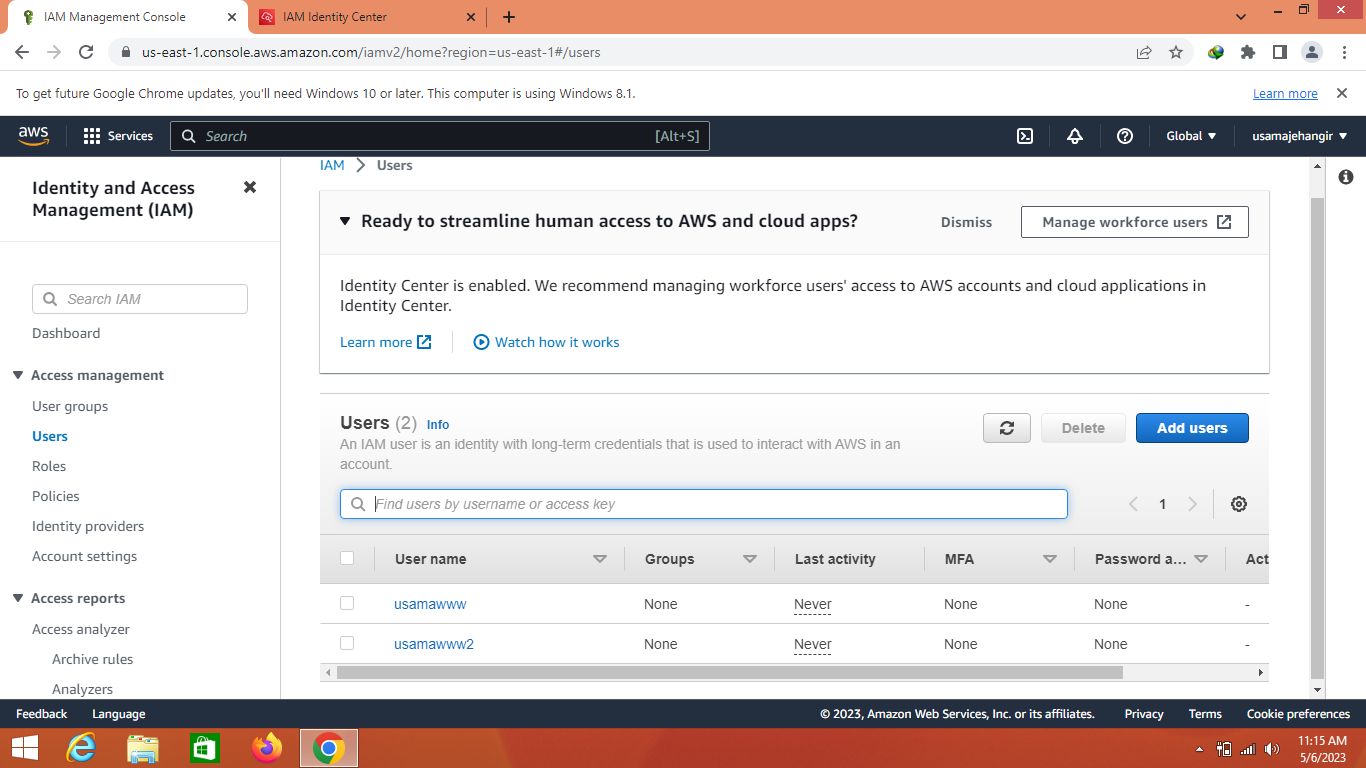 IAM Management Console
IAM Identity Center
us-east-1.console.aws.amazon.com/iamv2/home?region=us-east-1#/users
To get future Google Chrome updates, you'll need Windows 10 or later. This computer is using Windows 8.1.
Learn more
aws
Services
Search
[Alt+S]
Global
usamajehangir
Identity and Access
Management (IAM)
Search IAM
Dashboard
Access management
User groups
Users
Roles
Policies
Identity providers
Account settings
Access reports
Access analyzer
Archive rules
Analyzers
IAM > Users
Ready to streamline human access to AWS and cloud apps?
Dismiss
Manage workforce users
Identity Center is enabled. We recommend managing workforce users' access to AWS accounts and cloud applications in
Identity Center.
Learn more
Watch how it works
Users (2) Info
An IAM user is an identity with long-term credentials that is used to interact with AWS in an
account.
Delete
Add users
Find users by username or access key
1
User name Groups Last activity MFA Password a... Act
usamawww None Never None None -
usamawww2 None Never None None -
Feedback Language
© 2023, Amazon Web Services, Inc. or its affiliates. Privacy Terms Cookie preferences
11:15 AM
5/6/2023